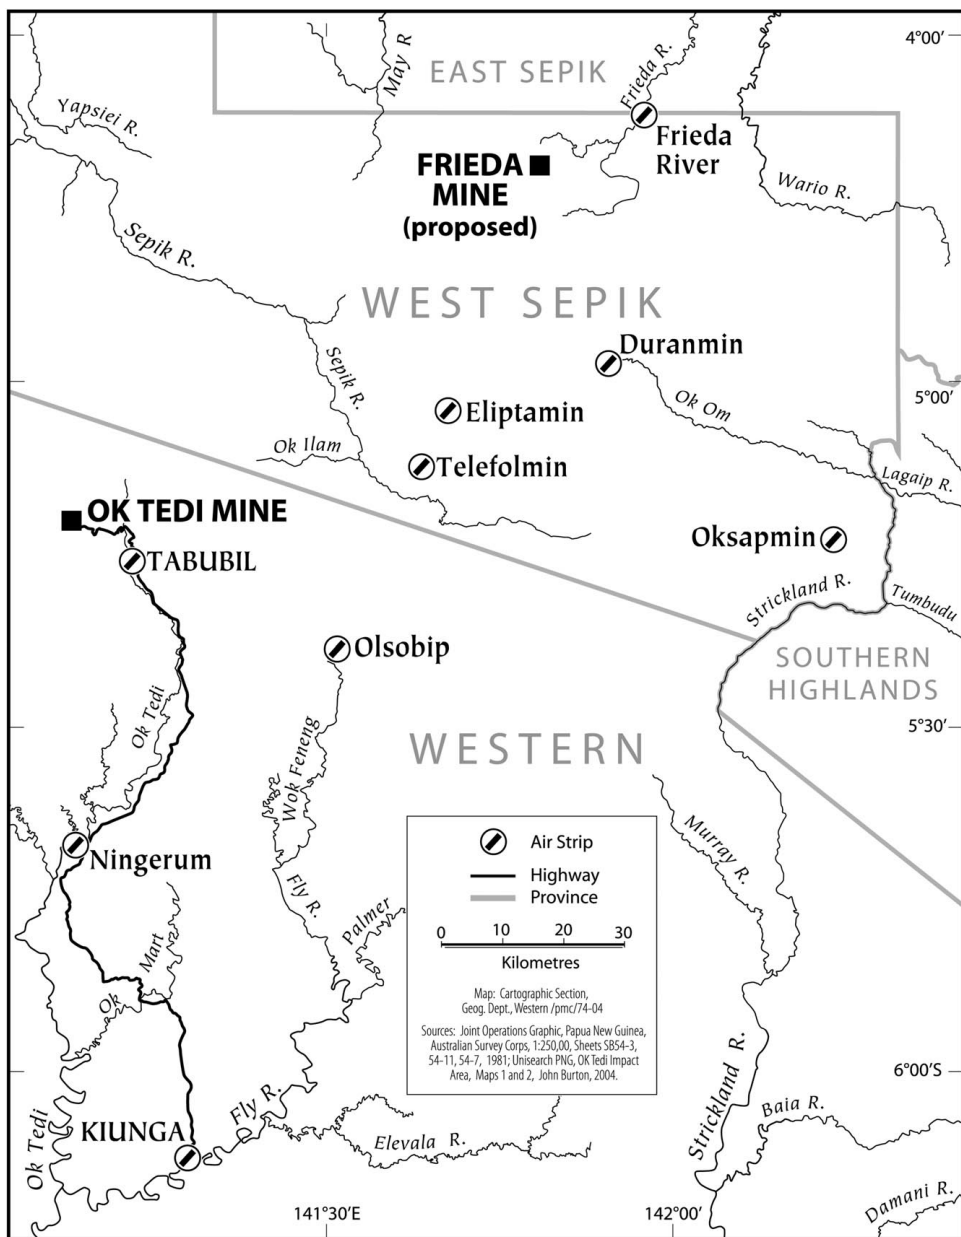 4°00′
EAST SEPIK
May R
Frieda R.
Yapsiei R.
Frieda
River
FRIEDA
MINE
(proposed)
Wario R.
Sepik R.
WEST SEPIK
Duranmin
Sepik R.
5°00′
Ok Om
Eliptamin
Ok Ilam
Telefolmin
Lagaip R.
OK TEDI MINE
Oksapmin
TABUBIL
Strickland R.
Tumbudu
Olsobip
SOUTHERN
HIGHLANDS
Ok Tedi
5°30′
Wok Feneng
WESTERN
Murray R.
Air Strip
Ningerum
Highway
Fly R.
Province
Palmer
0 10 20 30
Kilometres
Mart
Ok
Map: Cartographic Section,
Geog. Dept., Western /pmc/74-04
Sources: Joint Operations Graphic, Papua New Guinea,
Australian Survey Corps, 1:250,00, Sheets SB54-3,
54-11, 54-7, 1981; Unisearch PNG, OK Tedi Impact
Area, Maps 1 and 2, John Burton, 2004.
6°00′S
Strickland R.
Fly R.
Baia R.
KIUNGA
Elevala R.
Ok Tedi
Damani R.
141°30′E
142°00′